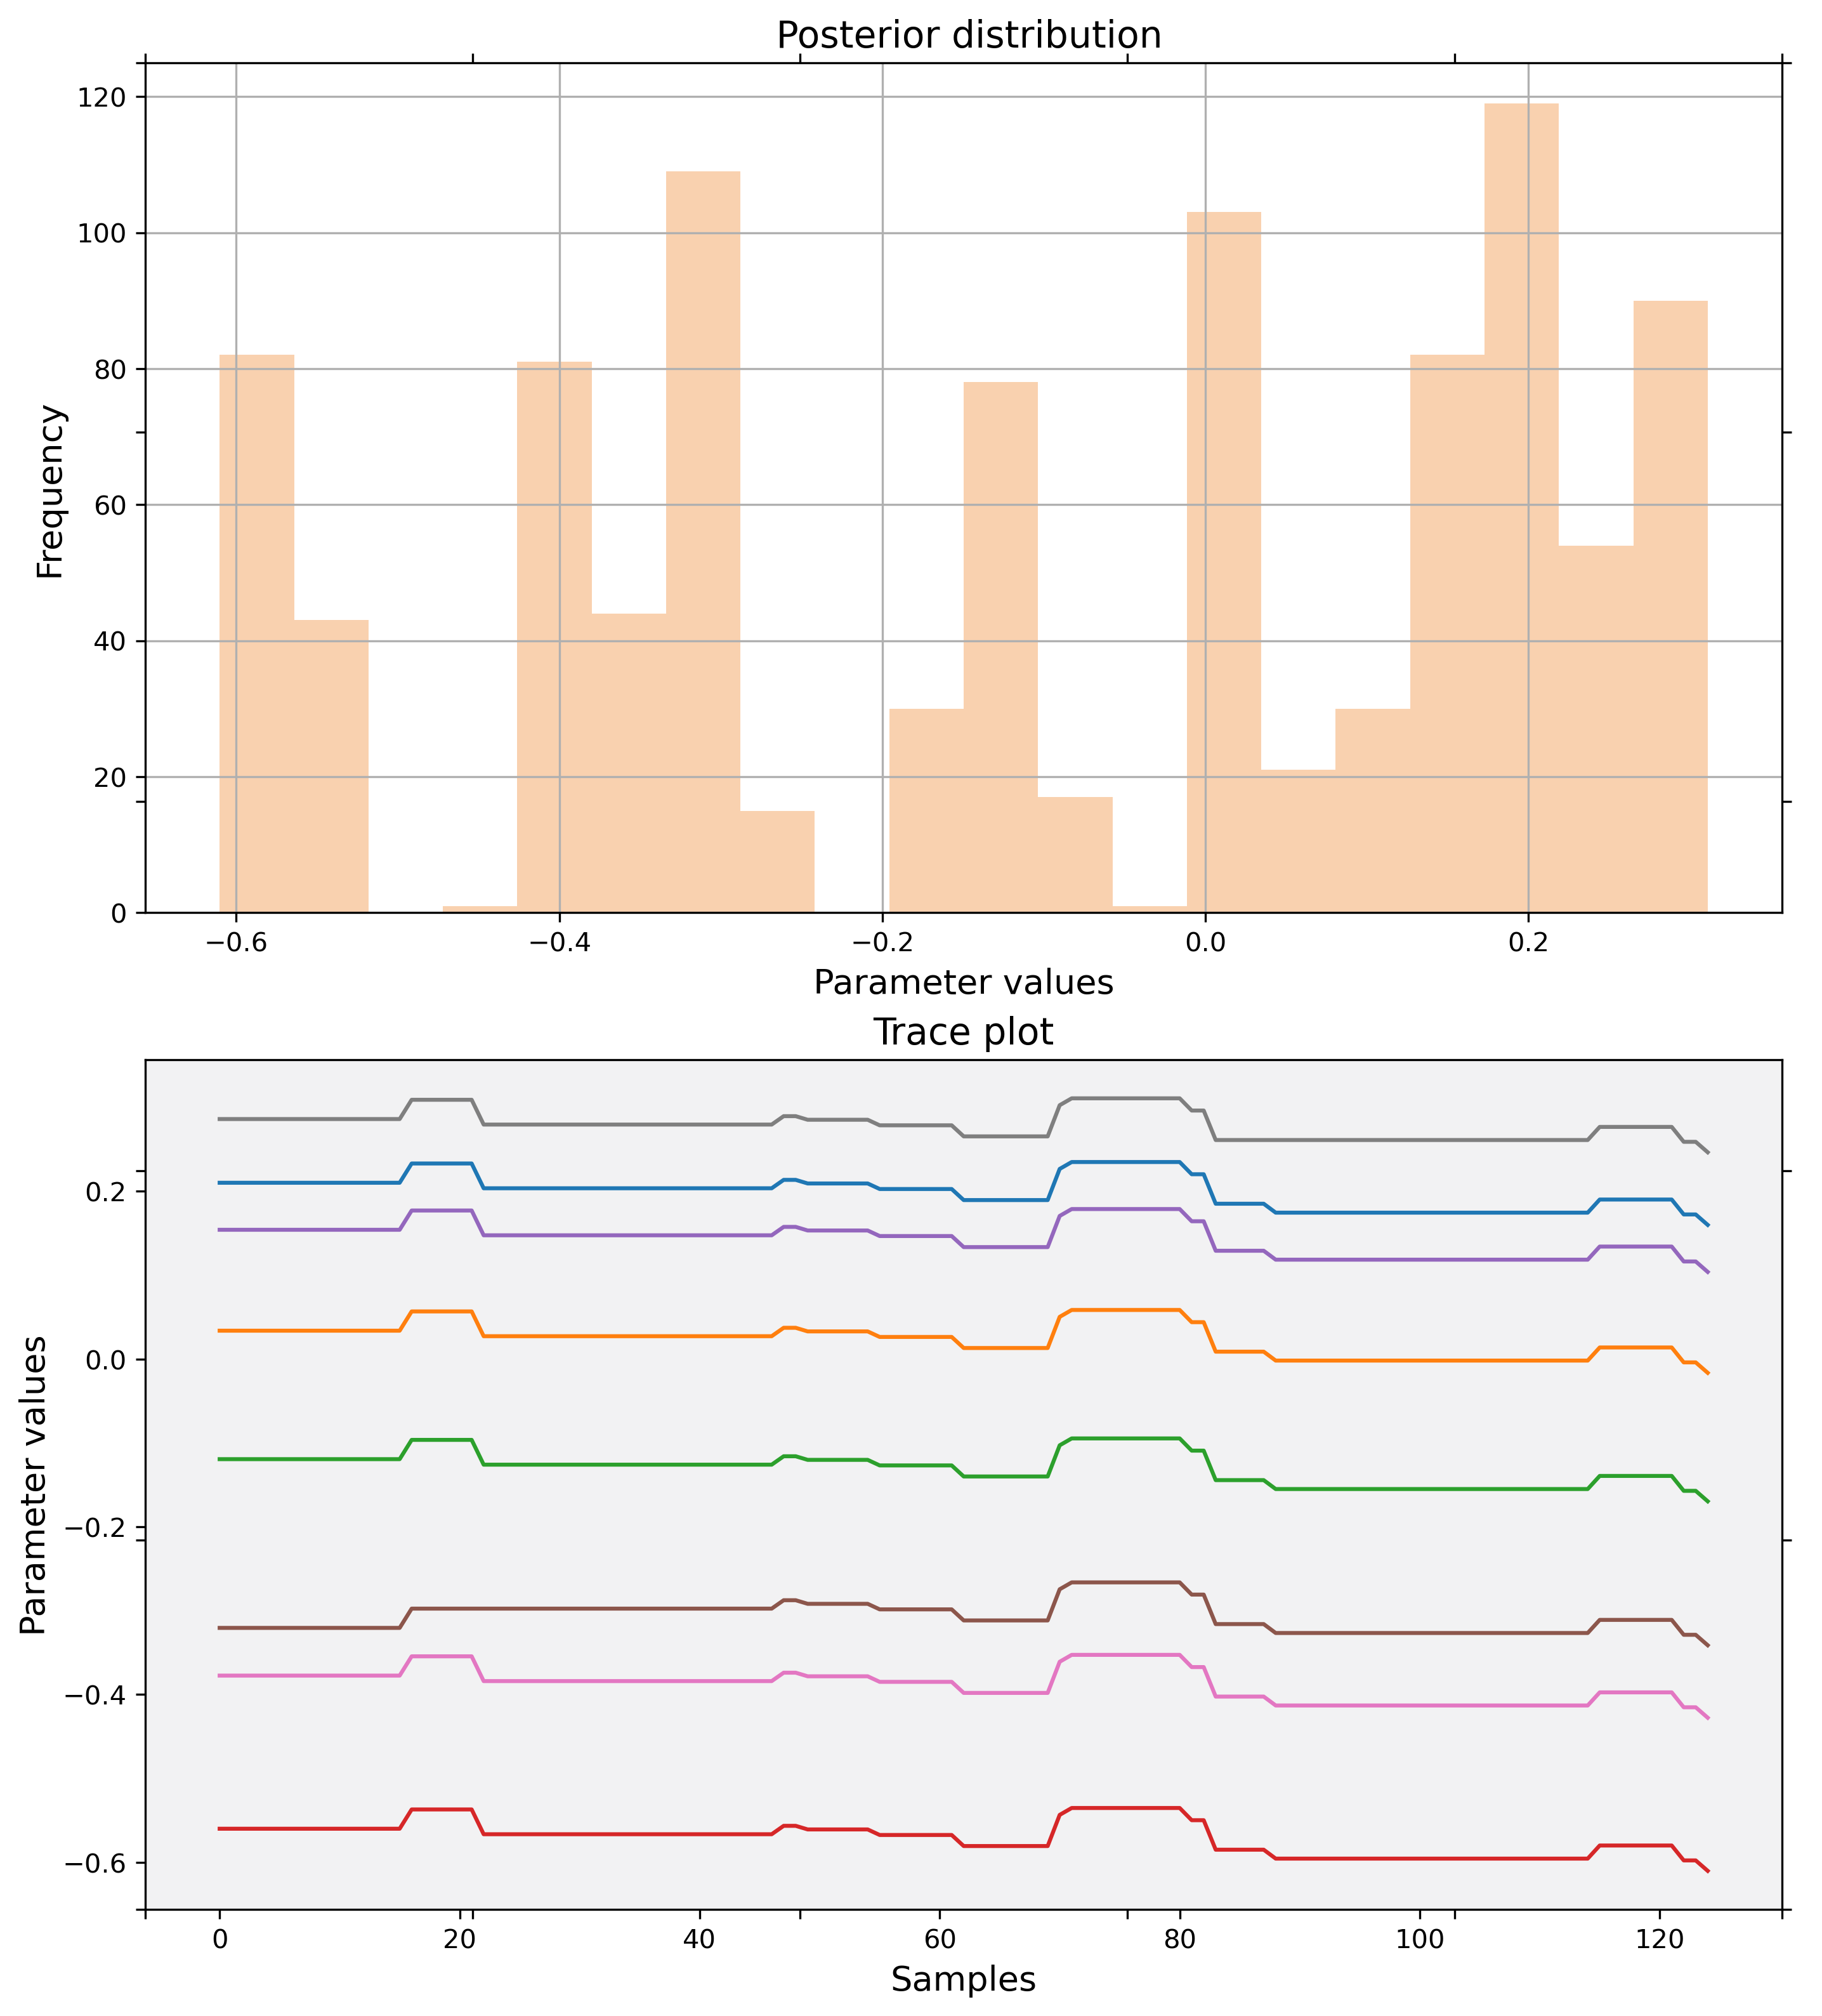 Posterior distribution
120
100
80
60
40
20
0
Frequency
−0.6 −0.4 −0.2 0.0 0.2
Parameter values
Trace plot
0.2
0.0
−0.2
−0.4
−0.6
Parameter values
0 20 40 60 80 100 120
Samples